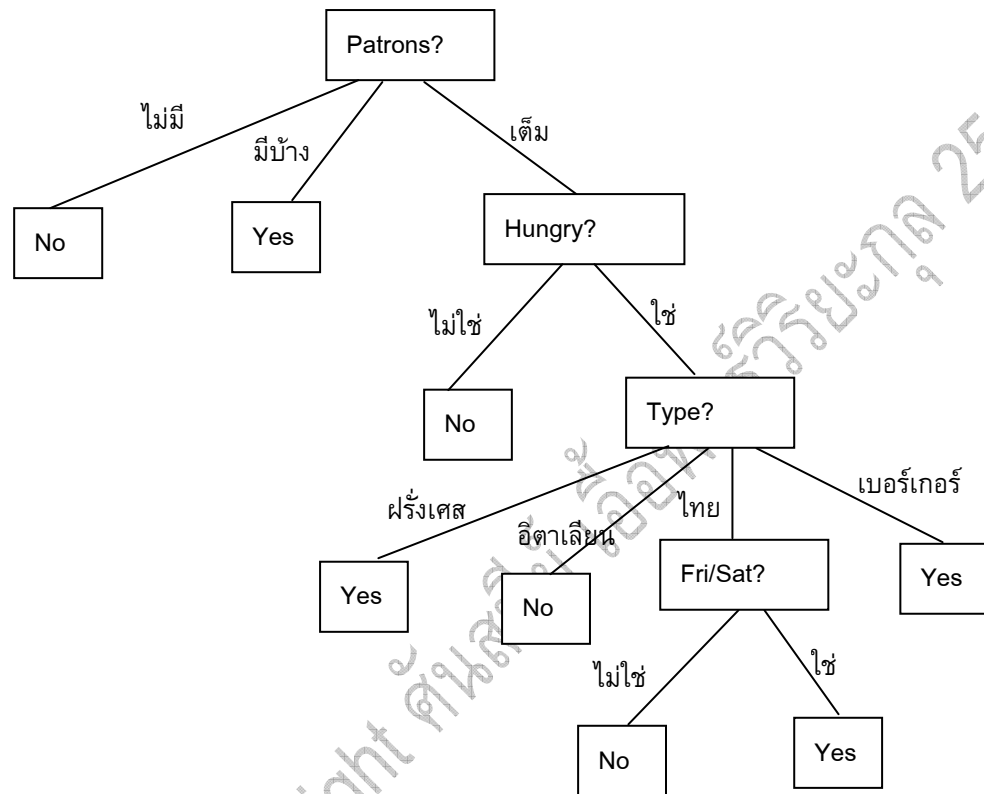 Patrons?
ไม่มี
มีบ้าง
เต็ม
No
Yes
Hungry?
ไม่ใช่
ใช่
No
Type?
ฝรั่งเศส
อิตาเลียน
ไทย
เบอร์เกอร์
Yes
No
Fri/Sat?
Yes
ไม่ใช่
ใช่
No
Yes